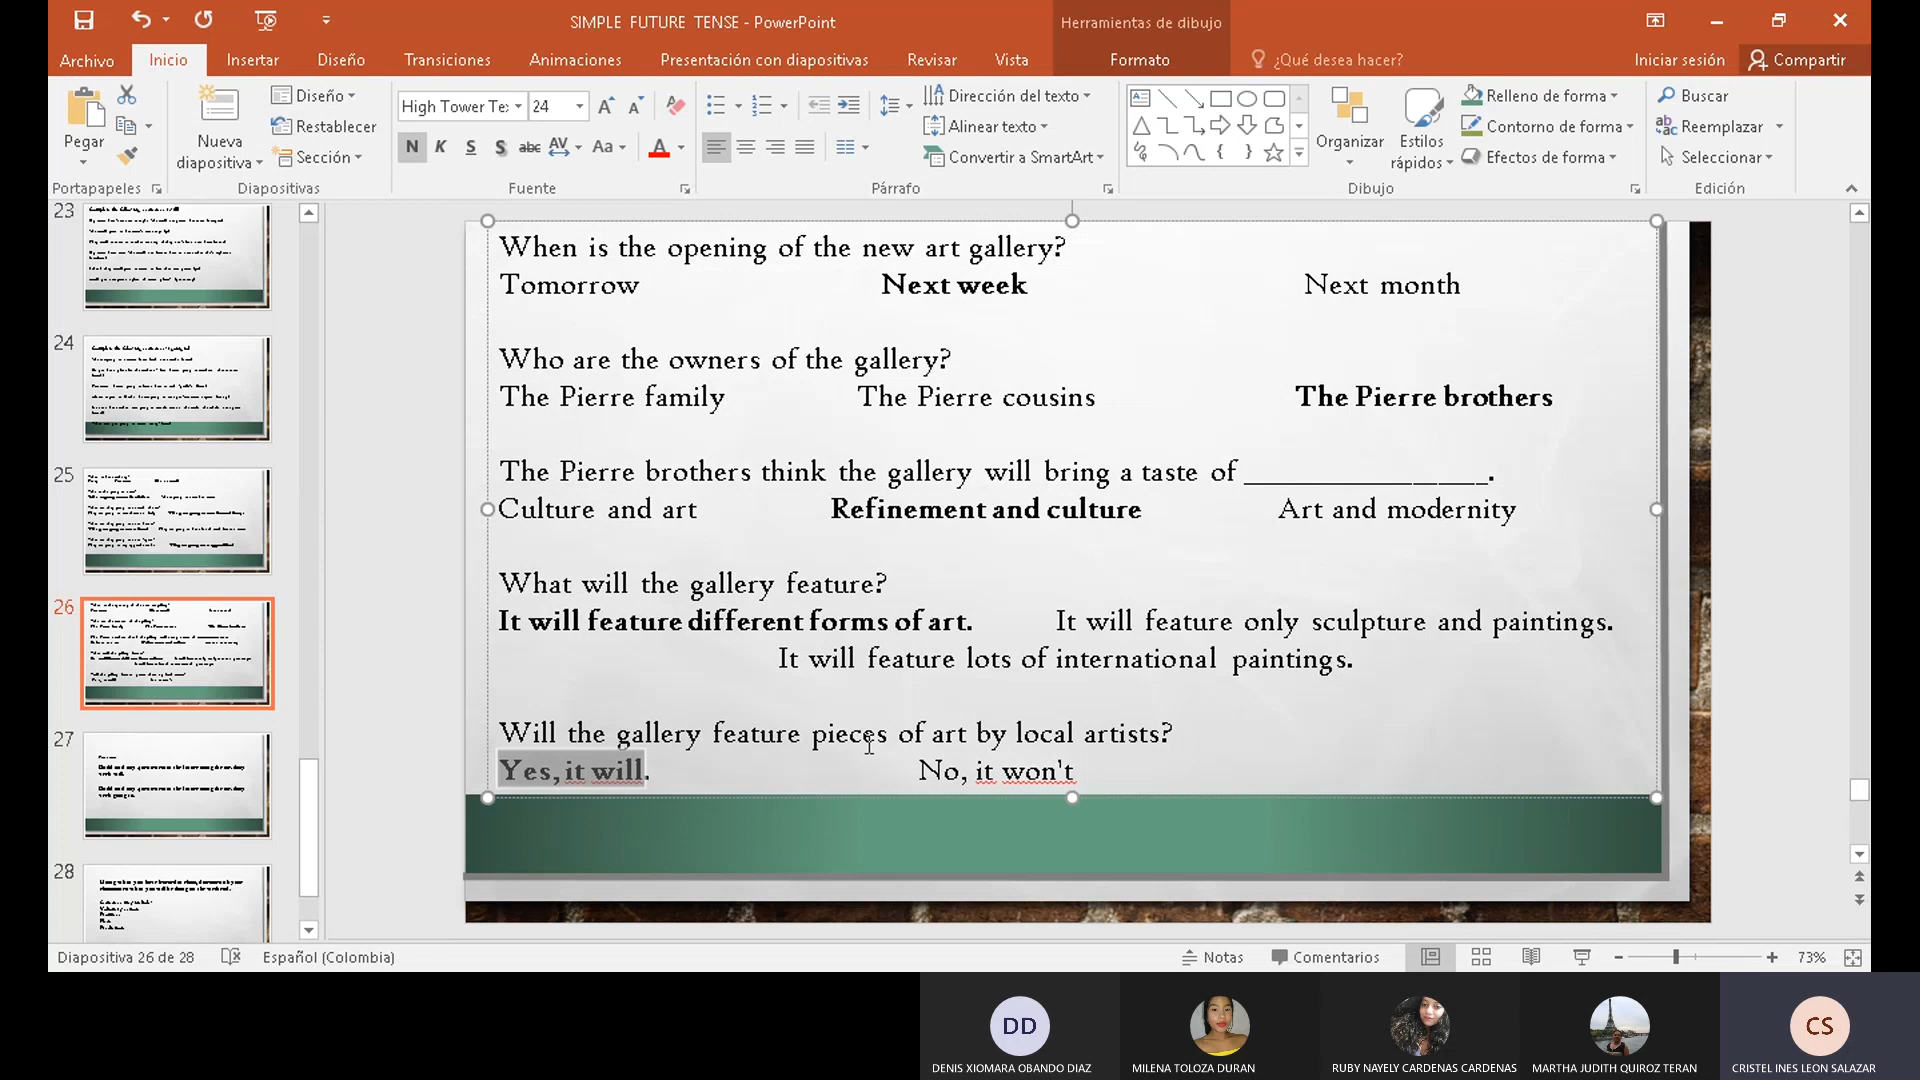 SIMPLE FUTURE TENSE - PowerPoint
Herramientas de dibujo
Archivo Inicio Insertar Diseño Transiciones Animaciones Presentación con diapositivas Revisar Vista Formato ¿Qué desea hacer? Iniciar sesión Compartir
Pegar
Nueva diapositiva
Diseño
Restablecer
Sección
High Tower Te: 24
N K S S abc AV Aa A
Dirección del texto
Alinear texto
Convertir a SmartArt
Organizar
Estilos rápidos
Relleno de forma
Contorno de forma
Efectos de forma
Buscar
Reemplazar
Seleccionar
Portapapeles Diapositivas Fuente Párrafo Dibujo Edición
23
24
25
26
27
28
When is the opening of the new art gallery?
Tomorrow Next week Next month
Who are the owners of the gallery?
The Pierre family The Pierre cousins The Pierre brothers
The Pierre brothers think the gallery will bring a taste of ________________.
Culture and art Refinement and culture Art and modernity
What will the gallery feature?
It will feature different forms of art. It will feature only sculpture and paintings.
It will feature lots of international paintings.
Will the gallery feature pieces of art by local artists?
Yes, it will. No, it won't
Diapositiva 26 de 28 Español (Colombia) Notas Comentarios 73%
DD CS
DENIS XIOMARA OBANDO DIAZ MILENA TOLOZA DURAN RUBY NAYELY CARDENAS CARDENAS MARTHA JUDITH QUIROZ TERAN CRISTEL INES LEON SALAZAR